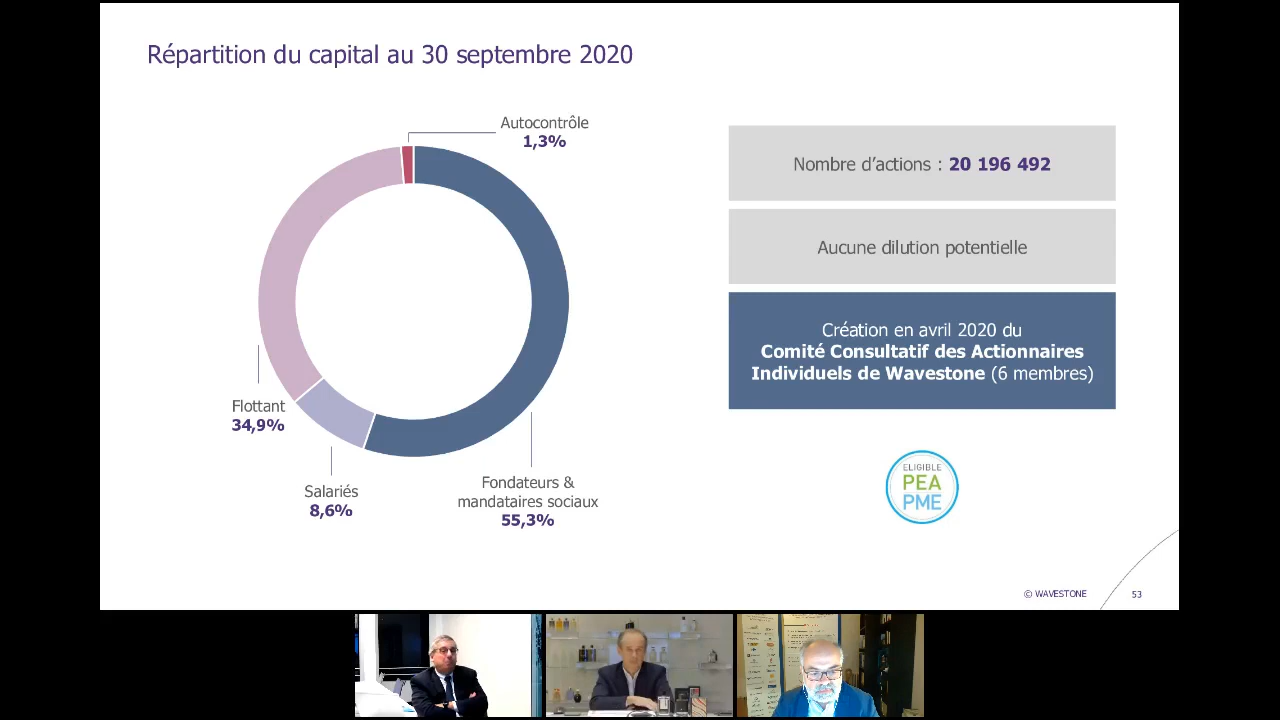 Répartition du capital au 30 septembre 2020
Autocontrôle
1,3%
Flottant
34,9%
Salariés
8,6%
Fondateurs &
mandataires sociaux
55,3%
Nombre d’actions : 20 196 492
Aucune dilution potentielle
Création en avril 2020 du
Comité Consultatif des Actionnaires
Individuels de Wavestone (6 membres)
ELIGIBLE
PEA
PME
© WAVESTONE
53